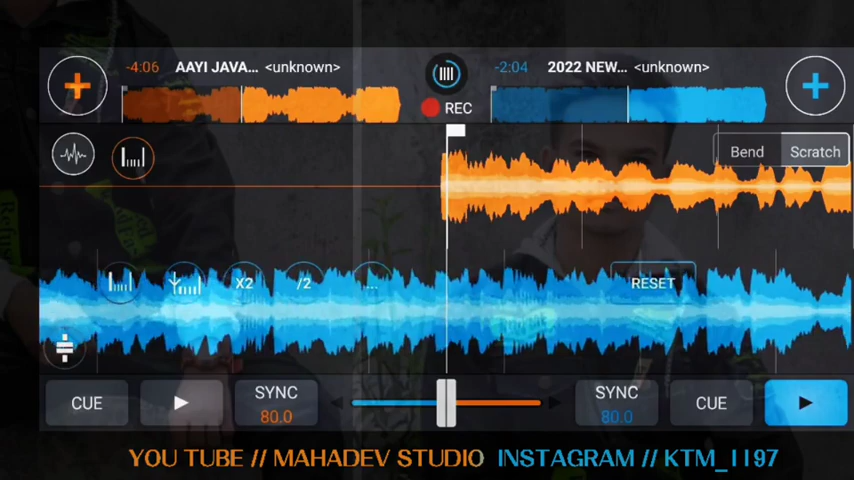 -4:06 AAYI JAVA... <unknown> -2:04 2022 NEW... <unknown>
REC
Bend Scratch
X2 /2 .... RESET
CUE SYNC SYNC CUE
80.0 80.0
YOU TUBE // MAHADEV STUDIO INSTAGRAM // KTM_1197